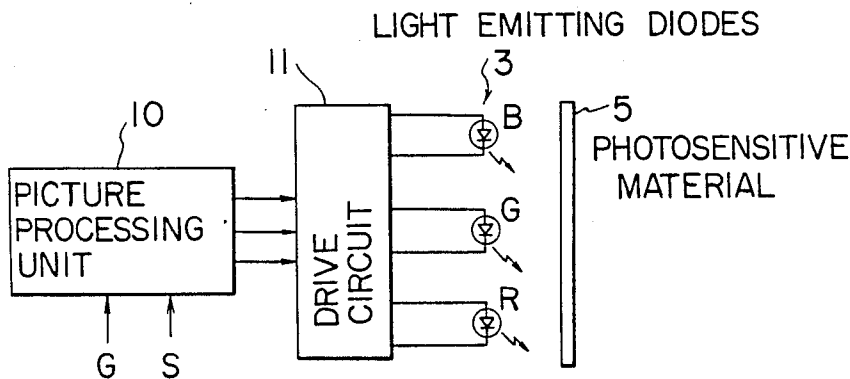 LIGHT EMITTING DIODES
11
3
10
B
5
PHOTOSENSITIVE
MATERIAL
PICTURE
PROCESSING
UNIT
DRIVE
CIRCUIT
G
R
G
S